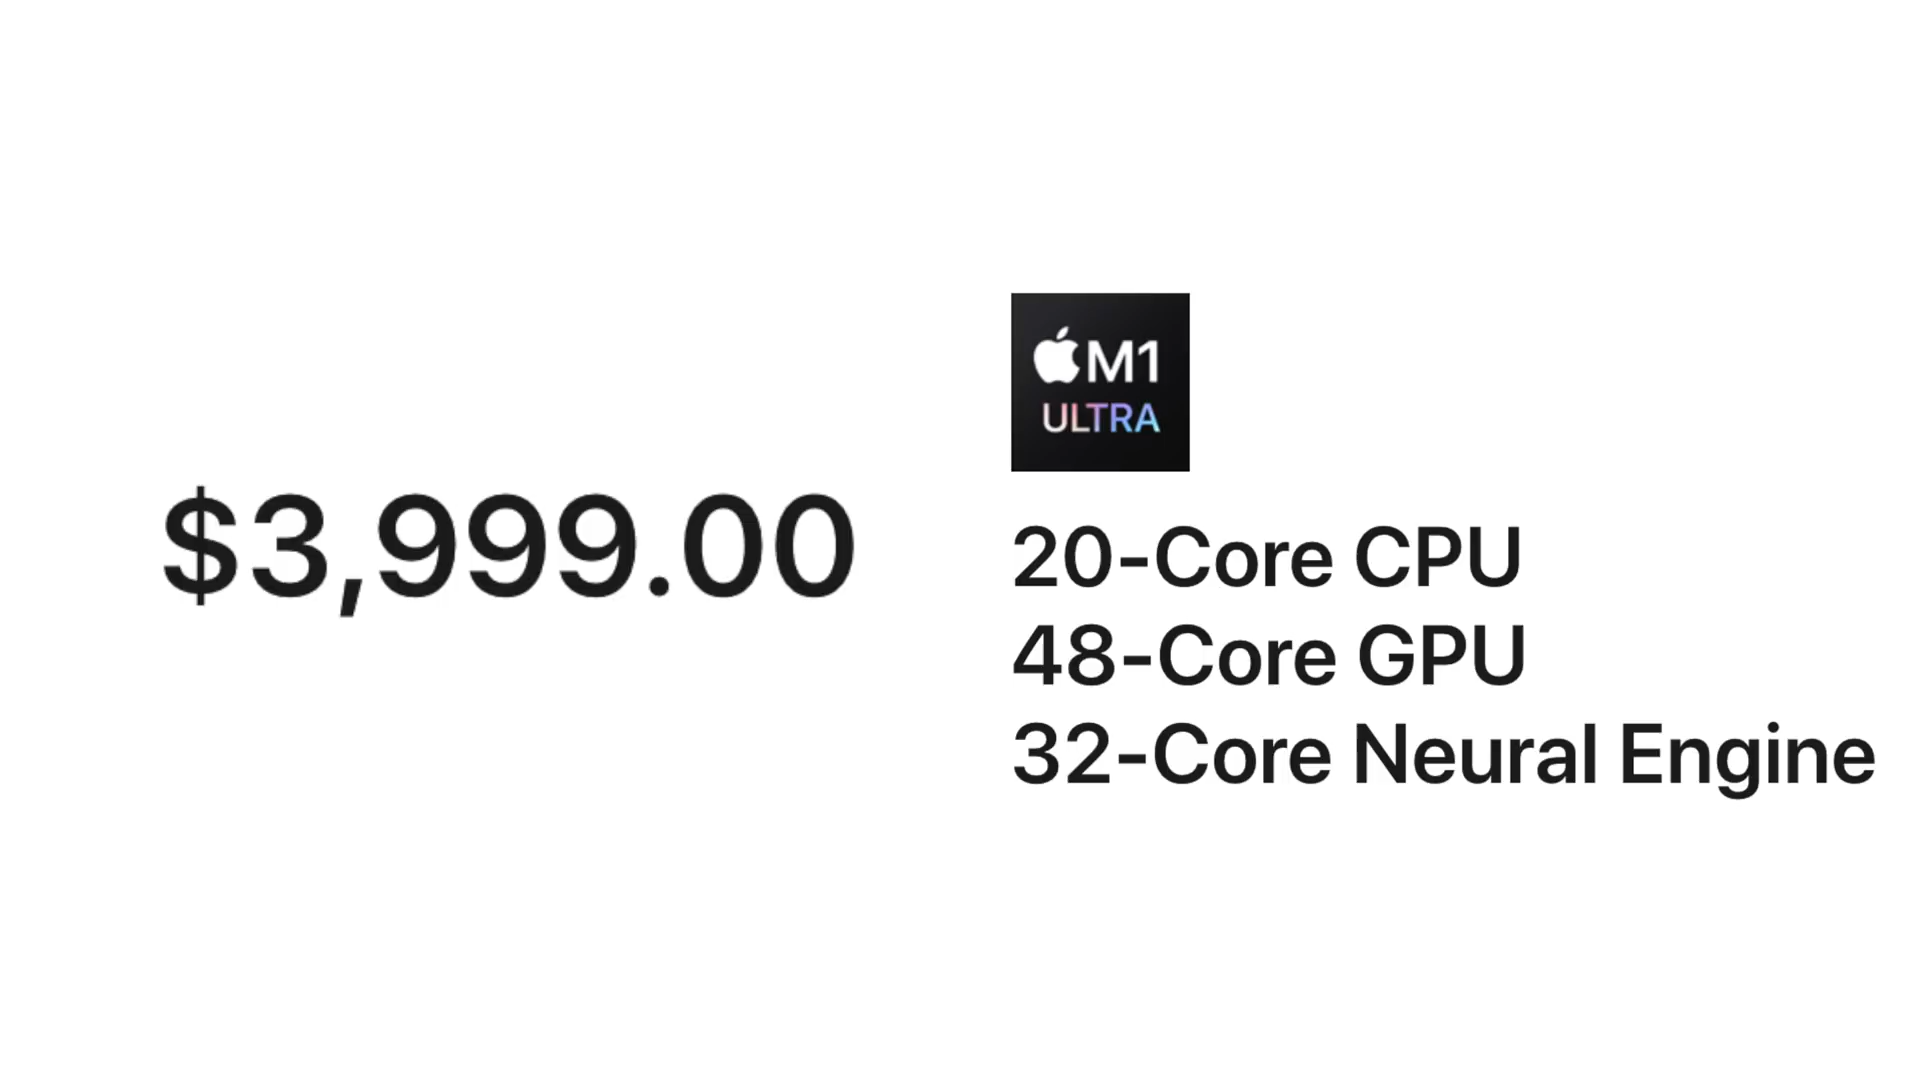 $3,999.00
M1
ULTRA
20-Core CPU
48-Core GPU
32-Core Neural Engine